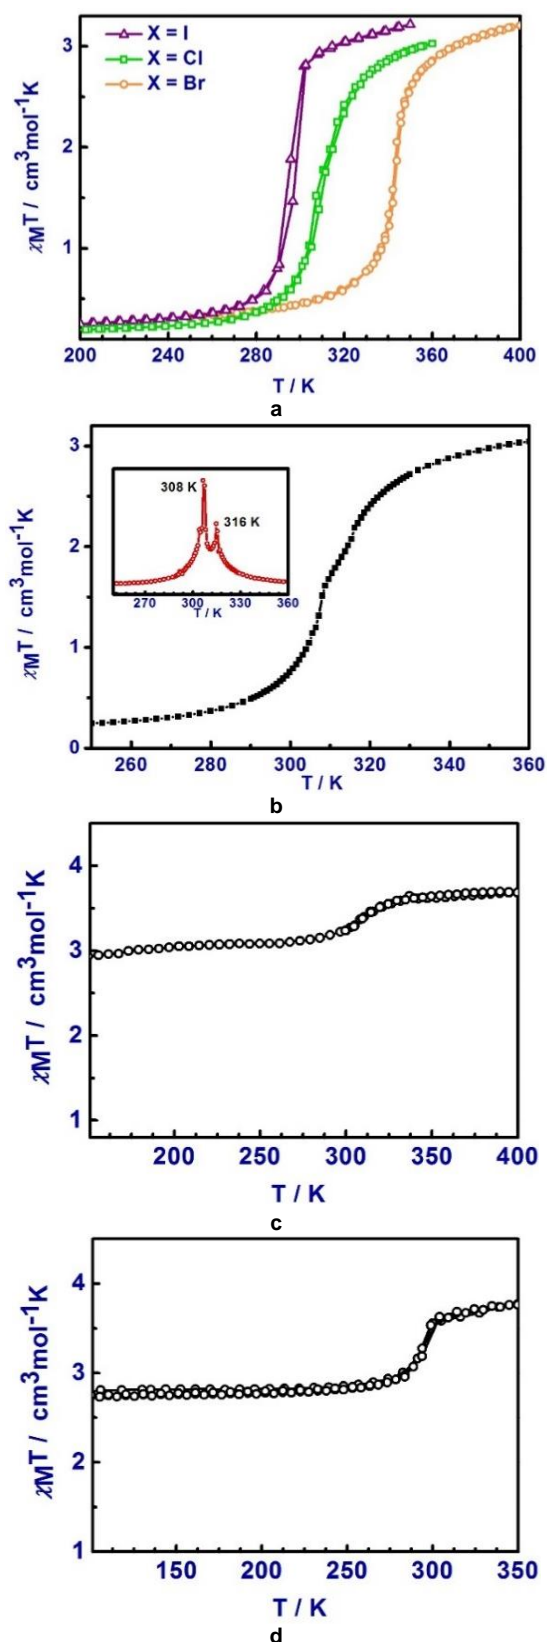 X = I
X = Cl
X = Br
χMT / cm³mol⁻¹K
3
2
1
200 240 280 320 360 400
T / K
a
χMT / cm³mol⁻¹K
3
2
1
0
308 K
316 K
270 300 330 360
T / K
260 280 300 320 340 360
T / K
b
χMT / cm³mol⁻¹K
4
3
2
1
200 250 300 350 400
T / K
c
χMT / cm³mol⁻¹K
4
3
2
1
150 200 250 300 350
T / K
d